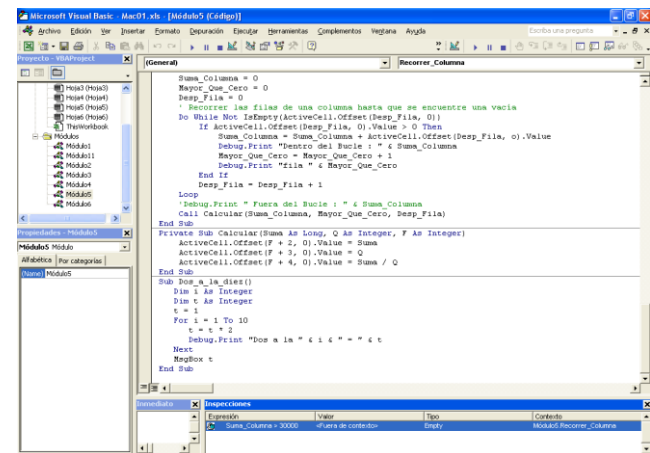 Microsoft Visual Basic - Mac01.xls - [Módulo5 (Código)]
Archivo Edición Ver Insertar Formato Depuración Ejecutar Herramientas Complementos Ventana Ayuda
Escriba una pregunta
Proyecto - VBAProject
(General)
Recorrer_Columna
Hoja3 (Hoja3)
Hoja4 (Hoja4)
Hoja5 (Hoja5)
Hoja6 (Hoja6)
ThisWorkbook
Módulos
Módulo1
Módulo11
Módulo2
Módulo3
Módulo4
Módulo5
Módulo6
Propiedades - Módulo5
Módulo5 Módulo
Alfabética Por categorías
(Name) Módulo5
Suma_Columna = 0
Mayor_Que_Cero = 0
Desp_Fila = 0
' Recorrer las filas de una columna hasta que se encuentre una vacía
Do While Not IsEmpty(ActiveCell.Offset(Desp_Fila, 0))
If ActiveCell.Offset(Desp_Fila, 0).Value > 0 Then
Suma_Columna = Suma_Columna + ActiveCell.Offset(Desp_Fila, o).Value
Debug.Print "Dentro del Bucle : " & Suma_Columna
Mayor_Que_Cero = Mayor_Que_Cero + 1
Debug.Print "fila " & Mayor_Que_Cero
End If
Desp_Fila = Desp_Fila + 1
Loop
'Debug.Print " Fuera del Bucle : " & Suma_Columna
Call Calcular(Suma_Columna, Mayor_Que_Cero, Desp_Fila)
End Sub
Private Sub Calcular(Suma As Long, Q As Integer, F As Integer)
ActiveCell.Offset(F + 2, 0).Value = Suma
ActiveCell.Offset(F + 3, 0).Value = Q
ActiveCell.Offset(F + 4, 0).Value = Suma / Q
End Sub
Sub Dos_a_la_diez()
Dim i As Integer
Dim t As Integer
t = 1
For i = 1 To 10
t = t * 2
Debug.Print "Dos a la " & i & " = " & t
Next
MsgBox t
End Sub
Inmediato
Inspecciones
Expresión Valor Tipo Contexto
Suma_Columna > 30000 <Fuera de contexto> Empty Módulo5.Recorrer_Columna